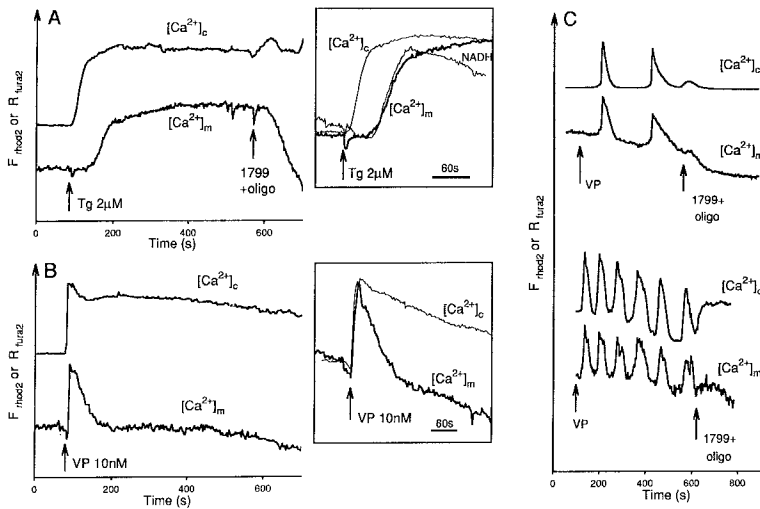 A
F rhod2 or R fura2
[Ca2+]c
[Ca2+]m
Tg 2μM
1799
+oligo
0 200 400 600
Time (s)
[Ca2+]c
NADH
[Ca2+]m
Tg 2μM
60s
B
F rhod2 or R fura2
[Ca2+]c
[Ca2+]m
VP 10nM
0 200 400 600
Time (s)
[Ca2+]c
[Ca2+]m
VP 10nM
60s
C
F rhod2 or R fura2
[Ca2+]c
[Ca2+]m
VP
1799+
oligo
[Ca2+]c
[Ca2+]m
VP
1799+
oligo
0 200 400 600 800
Time (s)